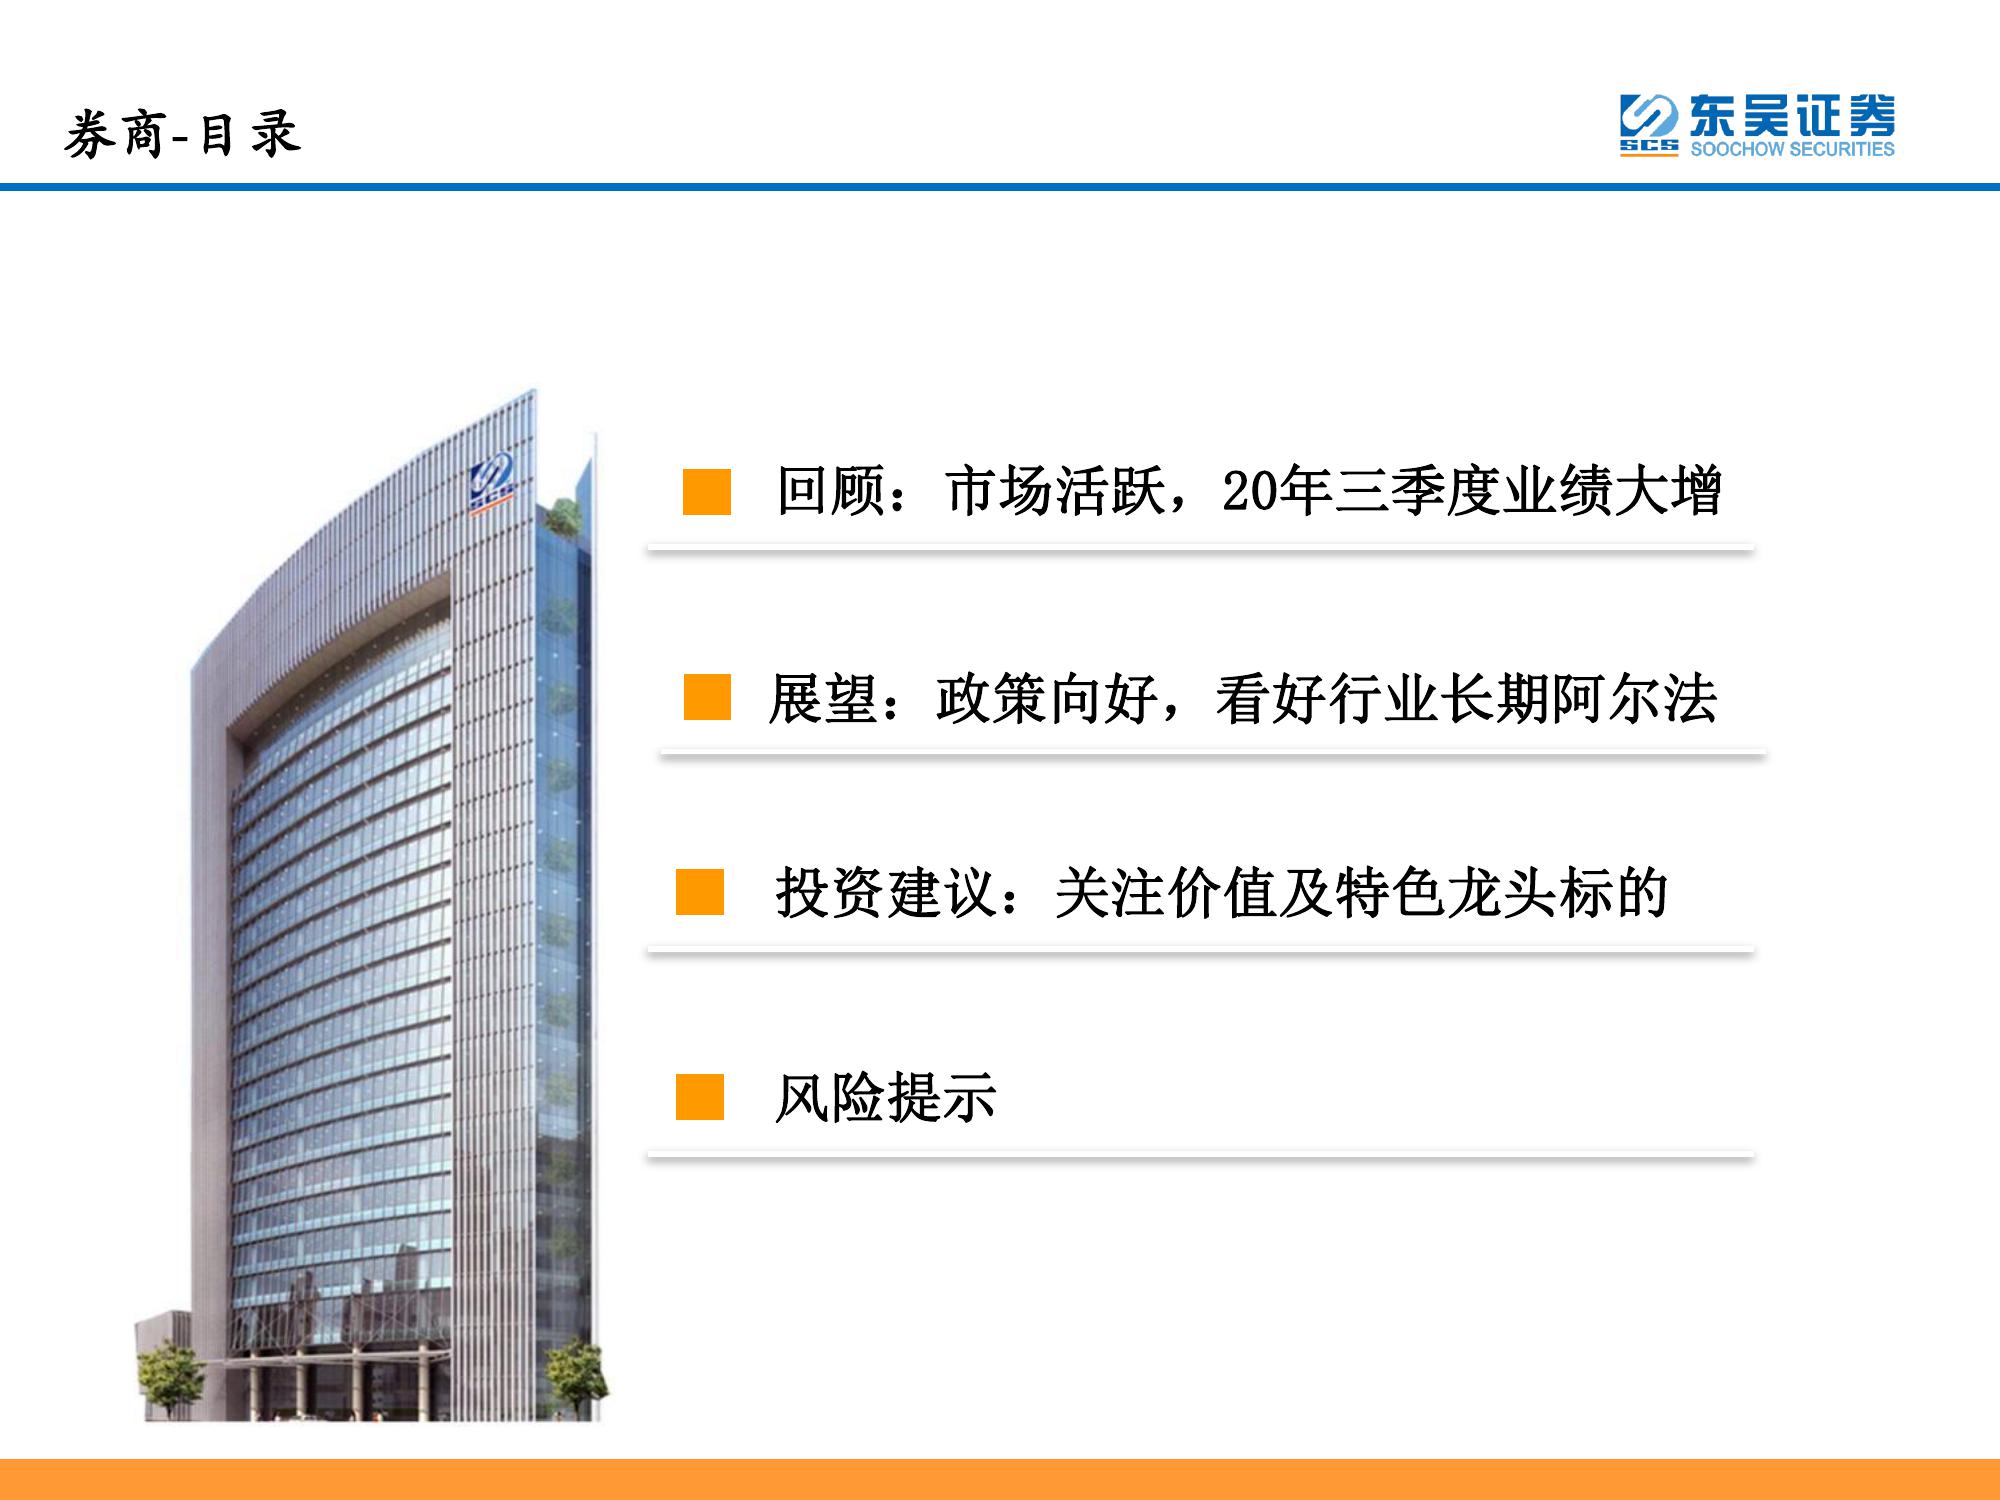 券商-目录
东吴证券
SCS
SOOCHOW SECURITIES
SCS
回顾：市场活跃，20年三季度业绩大增
展望：政策向好，看好行业长期阿尔法
投资建议：关注价值及特色龙头标的
风险提示